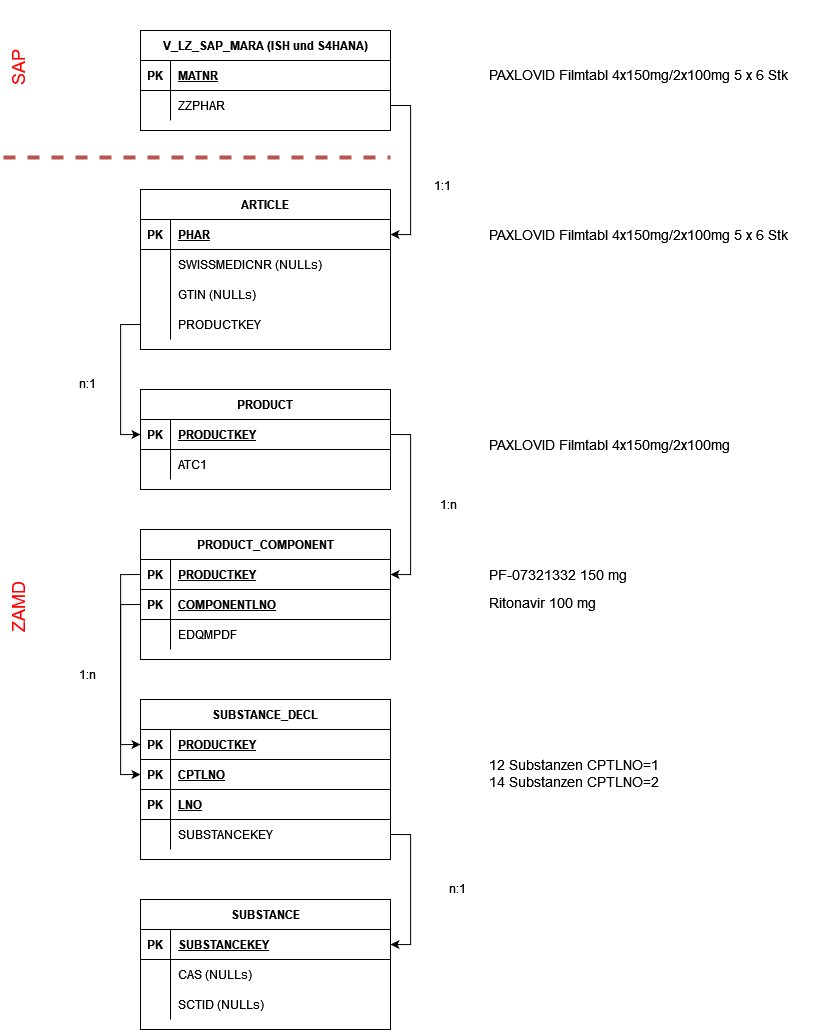 SAP
V_LZ_SAP_MARA (ISH und S4HANA)
PK MATNR
ZZPHAR
PAXLOVID Filmtabl 4x150mg/2x100mg 5 x 6 Stk
1:1
ARTICLE
PK PHAR
SWISSMEDICNR (NULLs)
GTIN (NULLs)
PRODUCTKEY
PAXLOVID Filmtabl 4x150mg/2x100mg 5 x 6 Stk
n:1
PRODUCT
PK PRODUCTKEY
ATC1
PAXLOVID Filmtabl 4x150mg/2x100mg
1:n
ZAMD
PRODUCT_COMPONENT
PK PRODUCTKEY
PK COMPONENTLNO
EDQMPDF
PF-07321332 150 mg
Ritonavir 100 mg
1:n
SUBSTANCE_DECL
PK PRODUCTKEY
PK CPTLNO
PK LNO
SUBSTANCEKEY
12 Substanzen CPTLNO=1
14 Substanzen CPTLNO=2
n:1
SUBSTANCE
PK SUBSTANCEKEY
CAS (NULLs)
SCTID (NULLs)